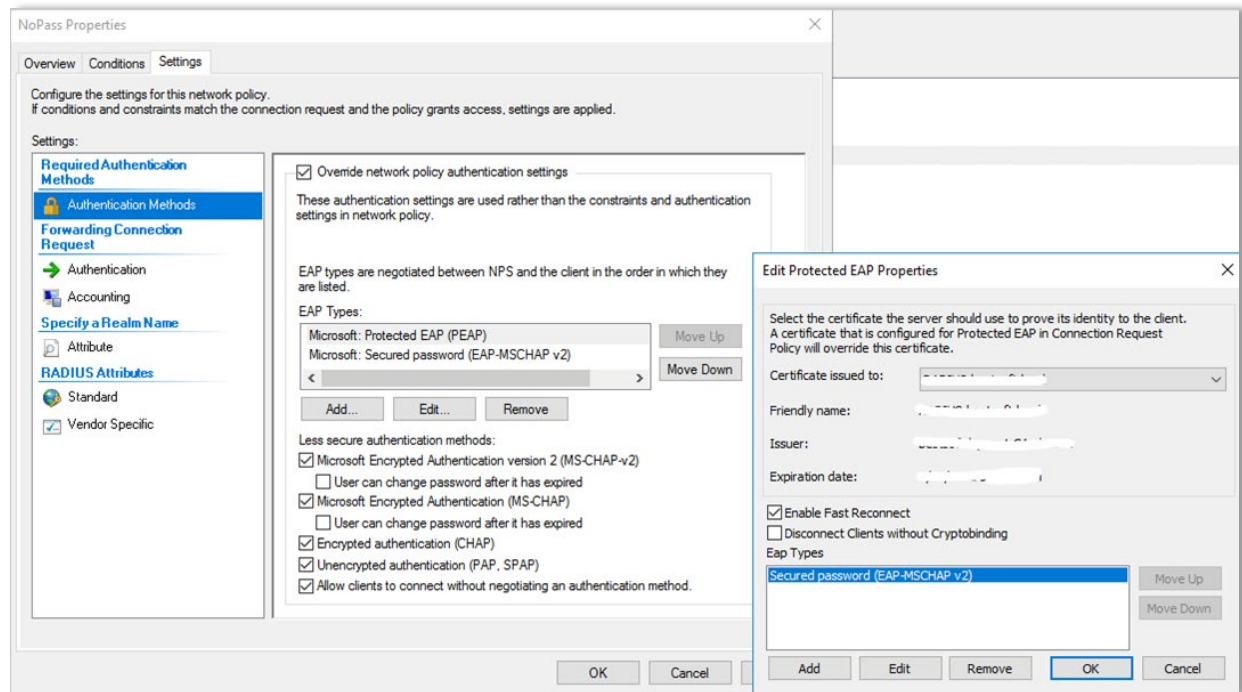 NoPass Properties
Overview Conditions Settings
Configure the settings for this network policy.
If conditions and constraints match the connection request and the policy grants access, settings are applied.
Settings:
Required Authentication
Methods
Authentication Methods
Forwarding Connection
Request
Authentication
Accounting
Specify a Realm Name
Attribute
RADIUS Attributes
Standard
Vendor Specific
Override network policy authentication settings
These authentication settings are used rather than the constraints and authentication
settings in network policy.
EAP types are negotiated between NPS and the client in the order in which they
are listed.
EAP Types:
Microsoft: Protected EAP (PEAP)
Microsoft: Secured password (EAP-MSCHAP v2)
Move Up
Move Down
Add... Edit... Remove
Less secure authentication methods:
Microsoft Encrypted Authentication version 2 (MS-CHAP-v2)
User can change password after it has expired
Microsoft Encrypted Authentication (MS-CHAP)
User can change password after it has expired
Encrypted authentication (CHAP)
Unencrypted authentication (PAP, SPAP)
Allow clients to connect without negotiating an authentication method.
OK Cancel
Edit Protected EAP Properties
Select the certificate the server should use to prove its identity to the client.
A certificate that is configured for Protected EAP in Connection Request
Policy will override this certificate.
Certificate issued to:
Friendly name:
Issuer:
Expiration date:
Enable Fast Reconnect
Disconnect Clients without Cryptobinding
Eap Types
Secured password (EAP-MSCHAP v2)
Move Up
Move Down
Add Edit Remove OK Cancel